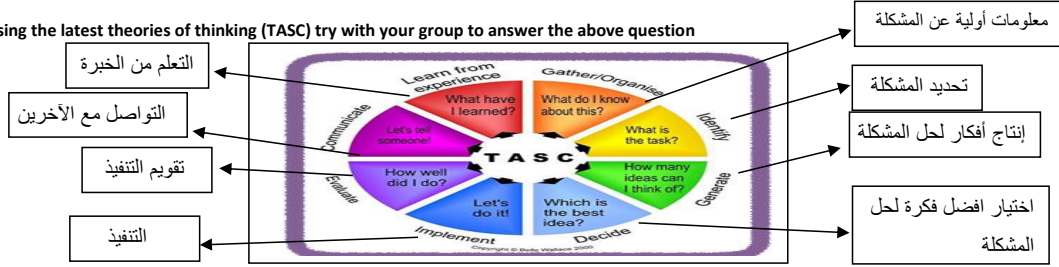 sing the latest theories of thinking (TASC) try with your group to answer the above question
معلومات أولية عن المشكلة
تحديد المشكلة
إنتاج أفكار لحل المشكلة
اختيار افضل فكرة لحل
المشكلة
التعلم من الخبرة
التواصل مع الآخرين
تقويم التنفيذ
التنفيذ
Gather/Organise
What do I know
about this?
Identify
What is
the task?
Generate
How many
ideas can
I think of?
Decide
Which is
the best
idea?
Implement
Let's
do it!
Evaluate
How well
did I do?
Communicate
Let's tell
someone!
Learn from
experience
What have
I learned?
TASC
Copyright © Belle Wallace 2000